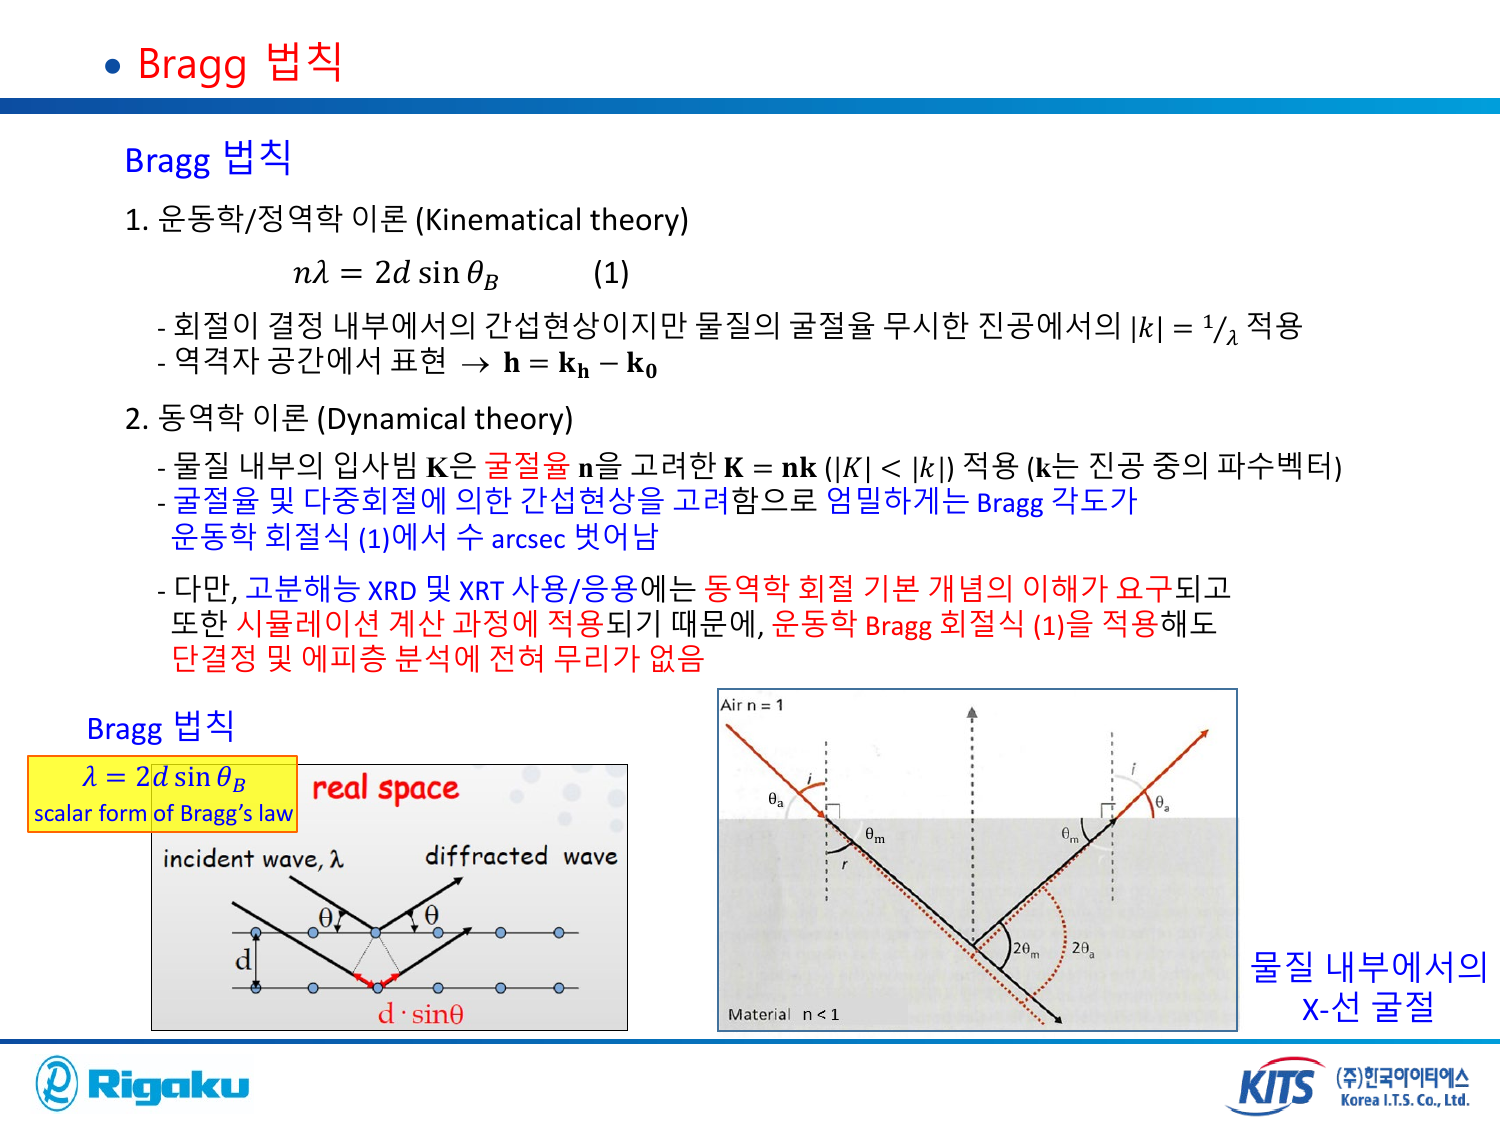 • Bragg 법칙
Bragg 법칙
1. 운동학/정역학 이론 (Kinematical theory)
nλ = 2d sin θ_B (1)
- 회절이 결정 내부에서의 간섭현상이지만 물질의 굴절율 무시한 진공에서의 |k| = 1/λ 적용
- 역격자 공간에서 표현 → h = k_h − k_0
2. 동역학 이론 (Dynamical theory)
- 물질 내부의 입사빔 K은 굴절율 n을 고려한 K = nk (|K| < |k|) 적용 (k는 진공 중의 파수벡터)
- 굴절율 및 다중회절에 의한 간섭현상을 고려함으로 엄밀하게는 Bragg 각도가
운동학 회절식 (1)에서 수 arcsec 벗어남
- 다만, 고분해능 XRD 및 XRT 사용/응용에는 동역학 회절 기본 개념의 이해가 요구되고
또한 시뮬레이션 계산 과정에 적용되기 때문에, 운동학 Bragg 회절식 (1)을 적용해도
단결정 및 에피층 분석에 전혀 무리가 없음
Bragg 법칙
λ = 2d sin θ_B
scalar form of Bragg's law
real space
incident wave, λ
diffracted wave
θ θ
d
d · sinθ
Air n = 1
i i
θa θa
θm θm
r
2θm 2θa
Material n < 1
물질 내부에서의
X-선 굴절
Rigaku
KITS
(주)한국아이티에스
Korea I.T.S. Co., Ltd.